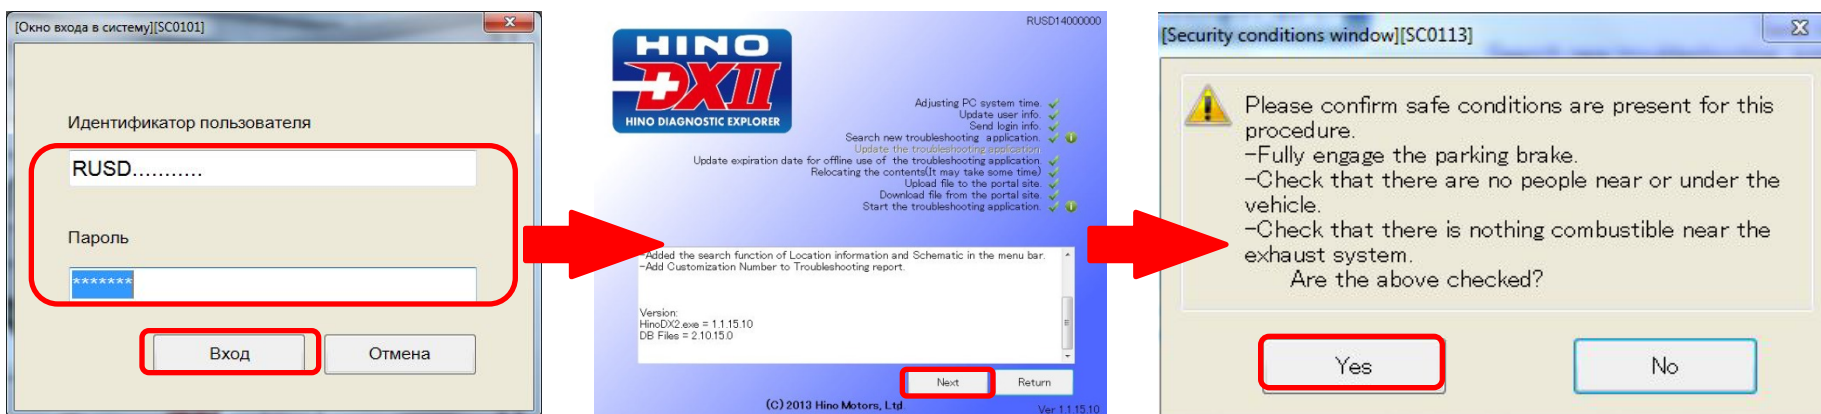 [Окно входа в систему][SC0101]
Идентификатор пользователя
RUSD...........
Пароль
*******
Вход
Отмена
RUSD14000000
HINO
DXII
HINO DIAGNOSTIC EXPLORER
Adjusting PC system time.
Update user info.
Send login info.
Search new troubleshooting application.
Update the troubleshooting application.
Update expiration date for offline use of the troubleshooting application.
Relocating the contents(It may take some time)
Upload file to the portal site.
Download file from the portal site.
Start the troubleshooting application.
-Added the search function of Location information and Schematic in the menu bar.
-Add Customization Number to Troubleshooting report.
Version:
HinoDX2.exe = 1.1.15.10
DB Files = 2.10.15.0
Next
Return
(C) 2013 Hino Motors, Ltd.
Ver 1.1.15.10
[Security conditions window][SC0113]
Please confirm safe conditions are present for this
procedure.
-Fully engage the parking brake.
-Check that there are no people near or under the
vehicle.
-Check that there is nothing combustible near the
exhaust system.
Are the above checked?
Yes
No